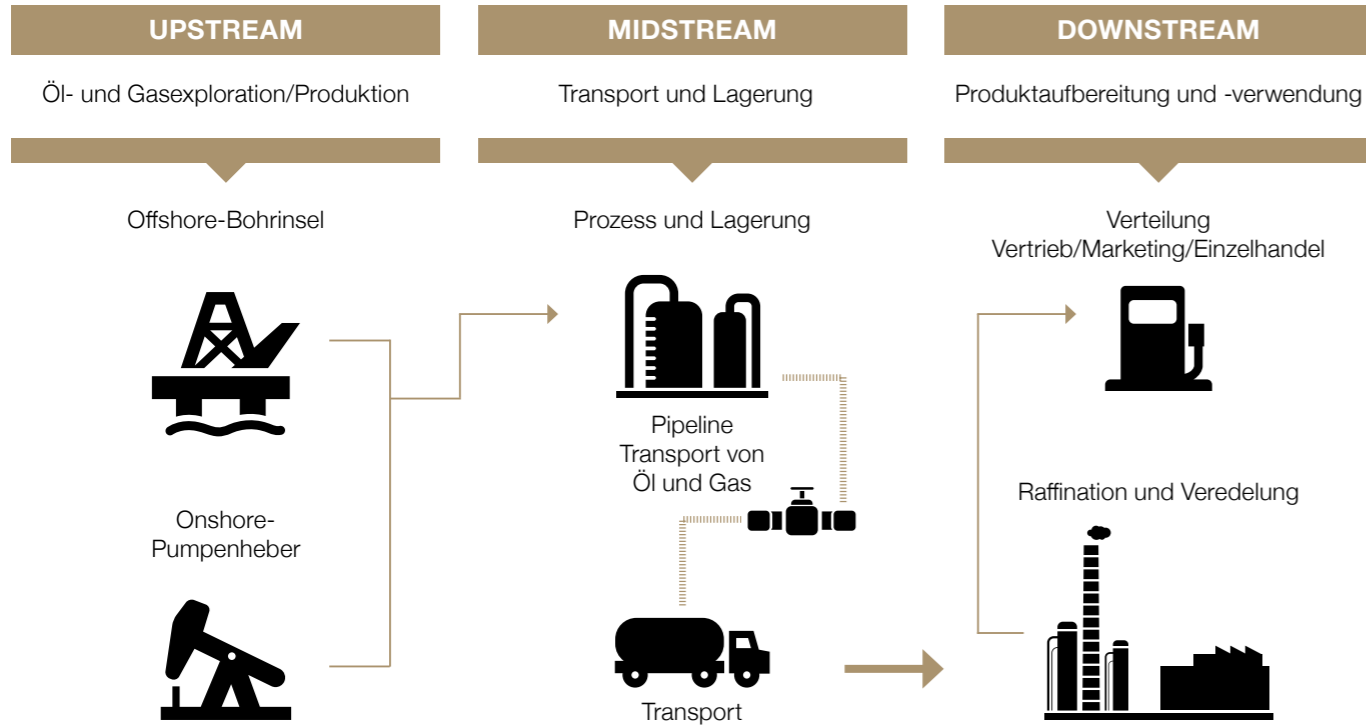 UPSTREAM
Öl- und Gasexploration/Produktion
Offshore-Bohrinsel
Onshore-
Pumpenheber
MIDSTREAM
Transport und Lagerung
Prozess und Lagerung
Pipeline
Transport von
Öl und Gas
Transport
DOWNSTREAM
Produktaufbereitung und -verwendung
Verteilung
Vertrieb/Marketing/Einzelhandel
Raffination und Veredelung